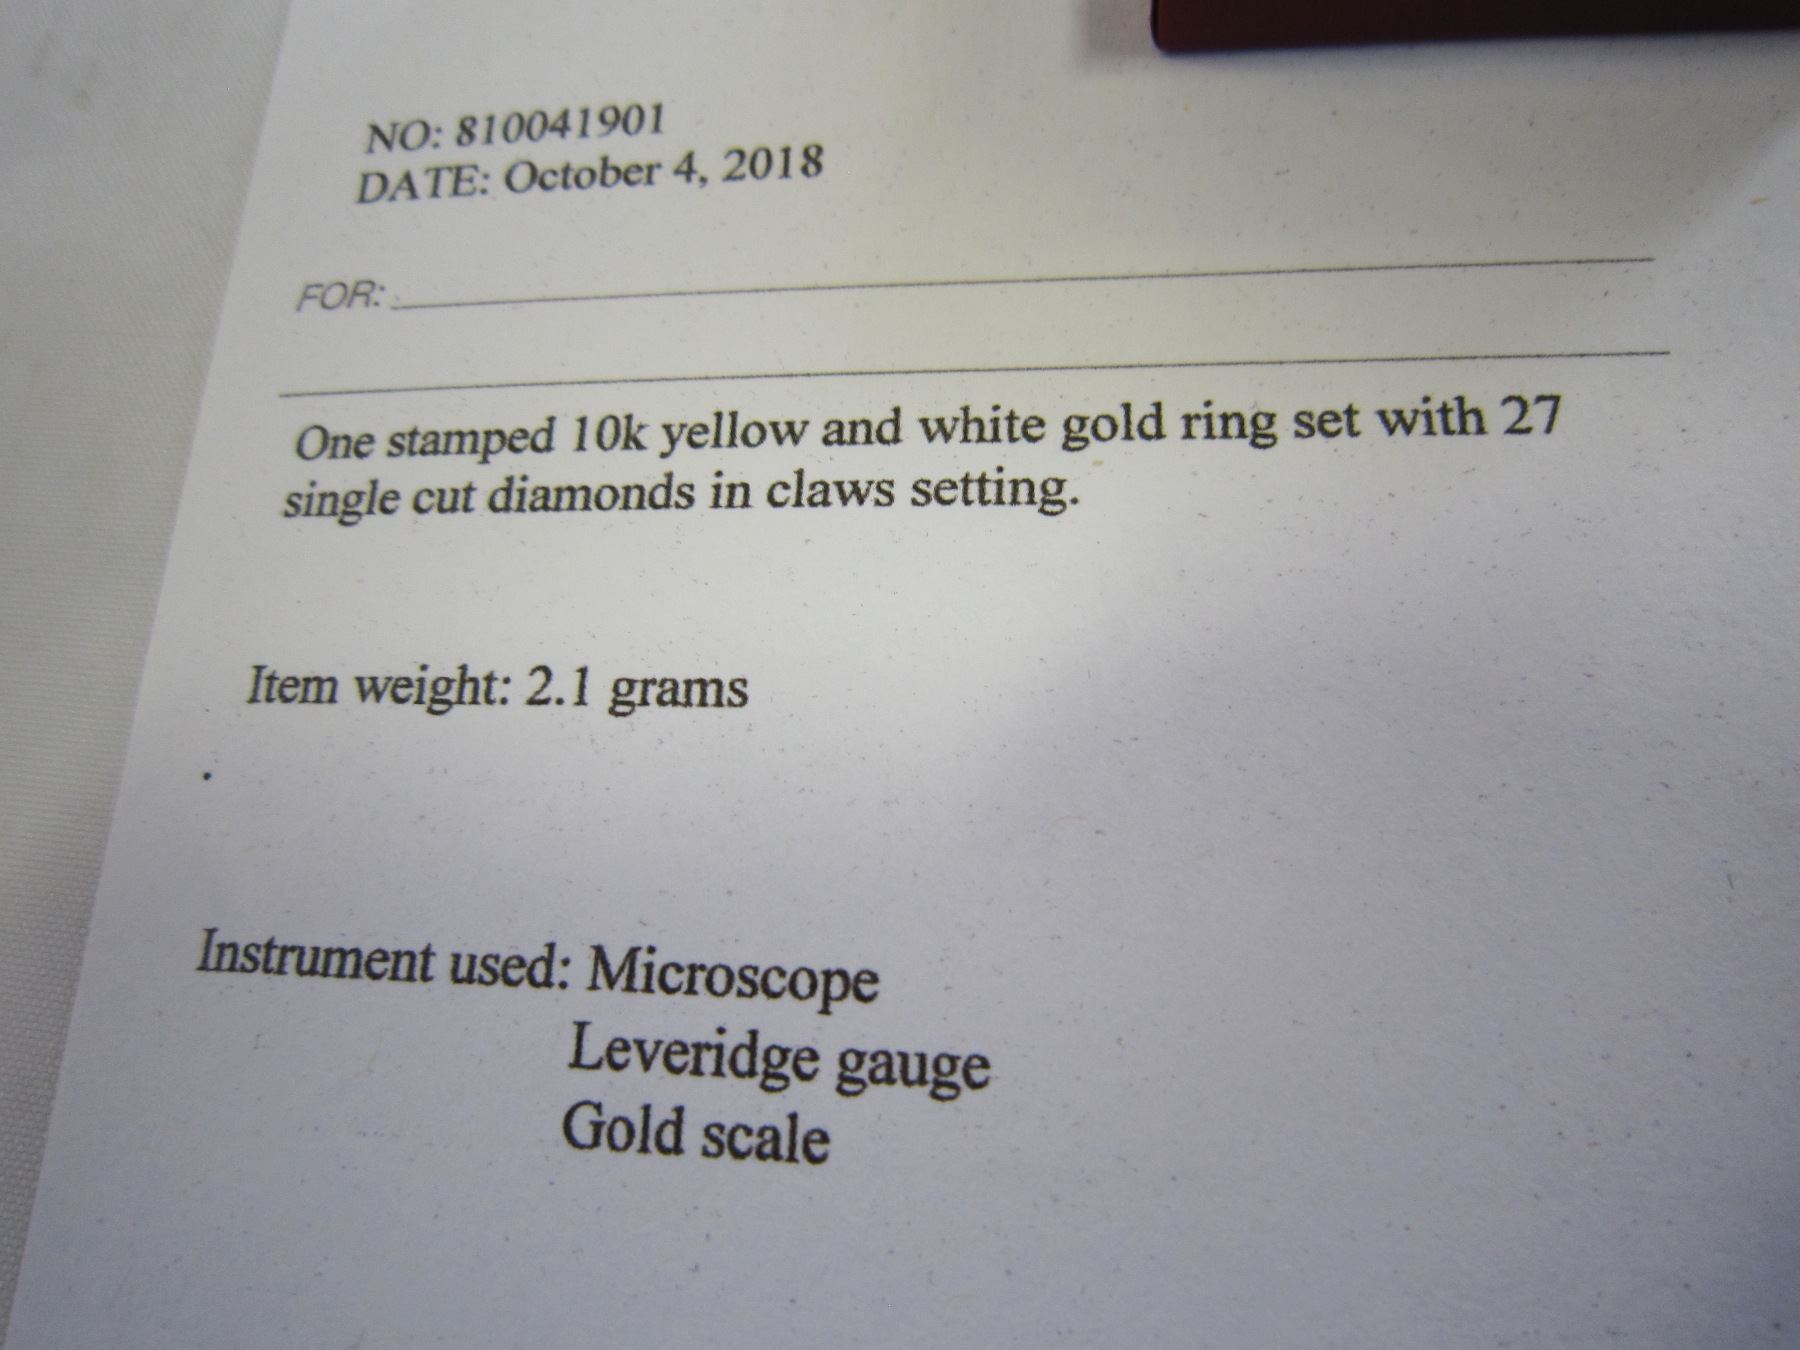 NO: 810041901
DATE: October 4, 2018
FOR:
One stamped 10k yellow and white gold ring set with 27
single cut diamonds in claws setting.
Item weight: 2.1 grams
.
Instrument used: Microscope
Leveridge gauge
Gold scale